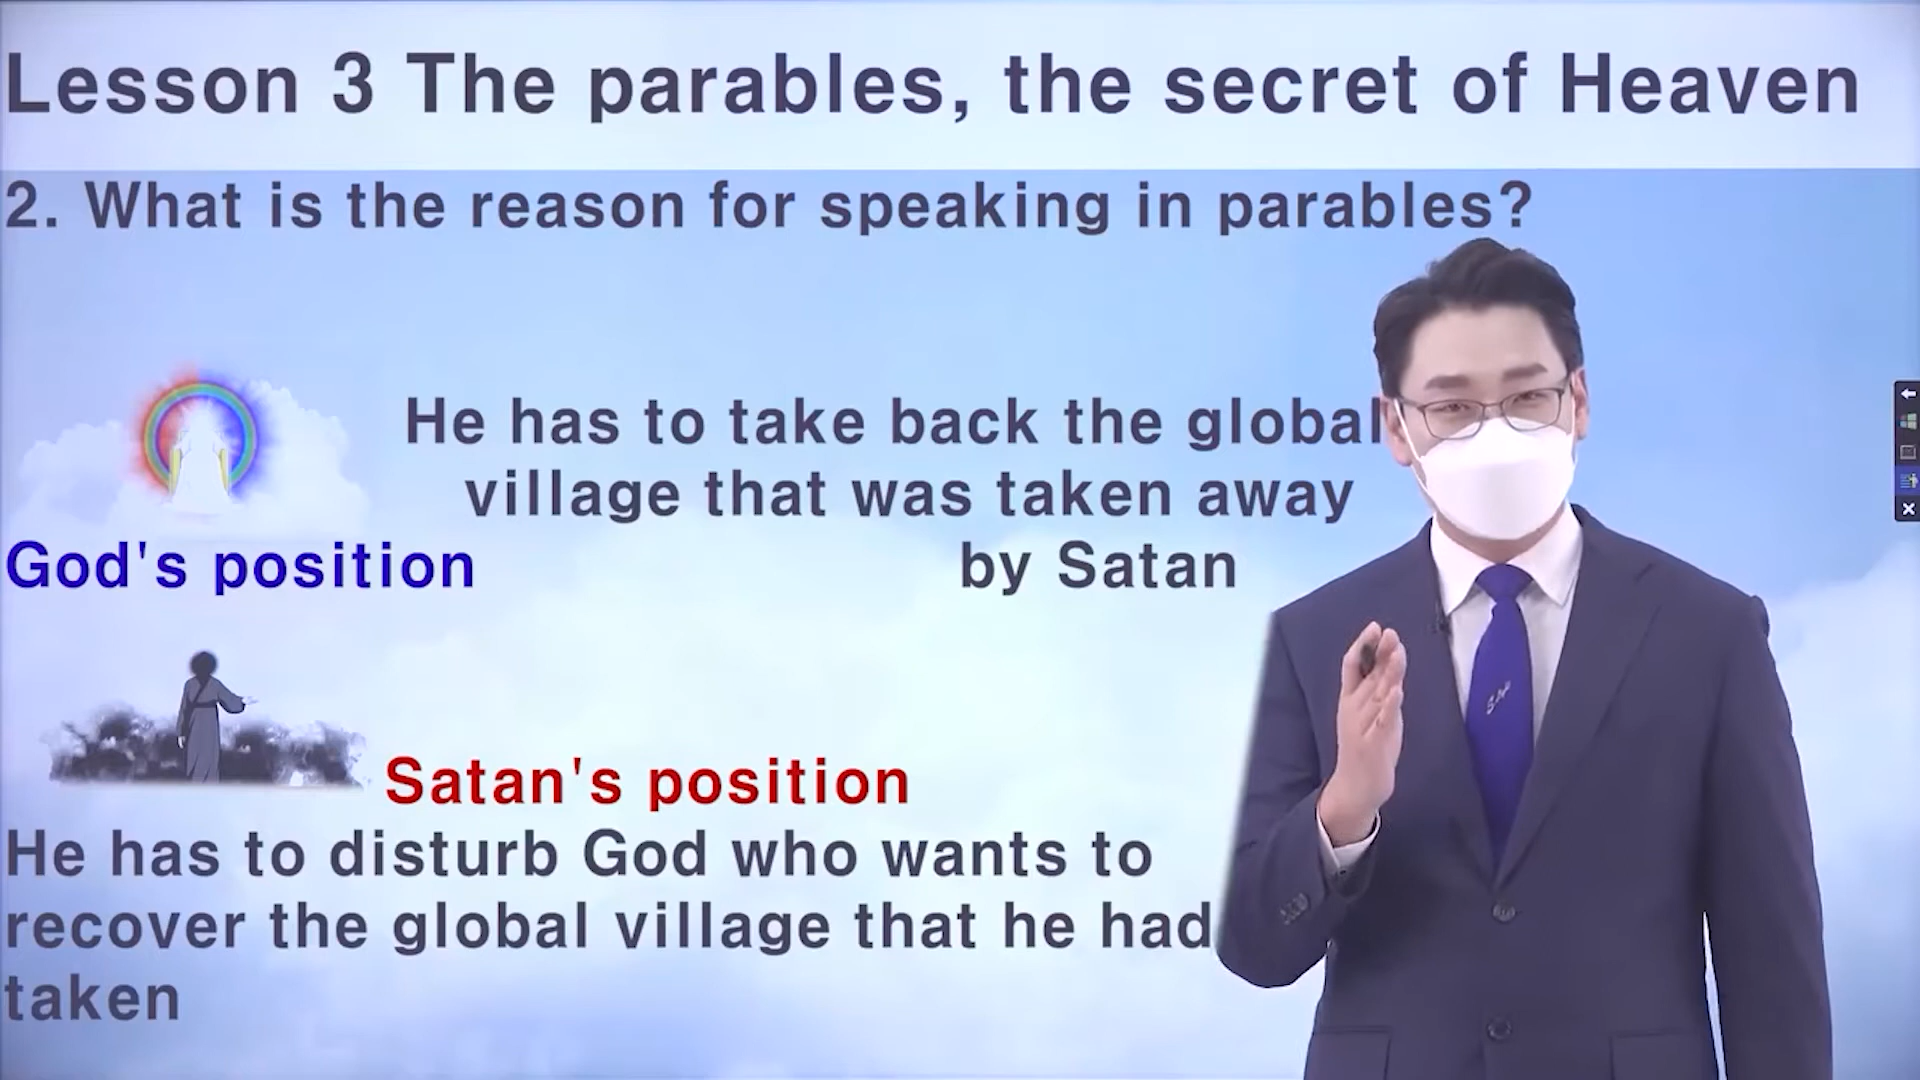 Lesson 3 The parables, the secret of Heaven
2. What is the reason for speaking in parables?
He has to take back the global
village that was taken away
by Satan
God's position
Satan's position
He has to disturb God who wants to
recover the global village that he had
taken